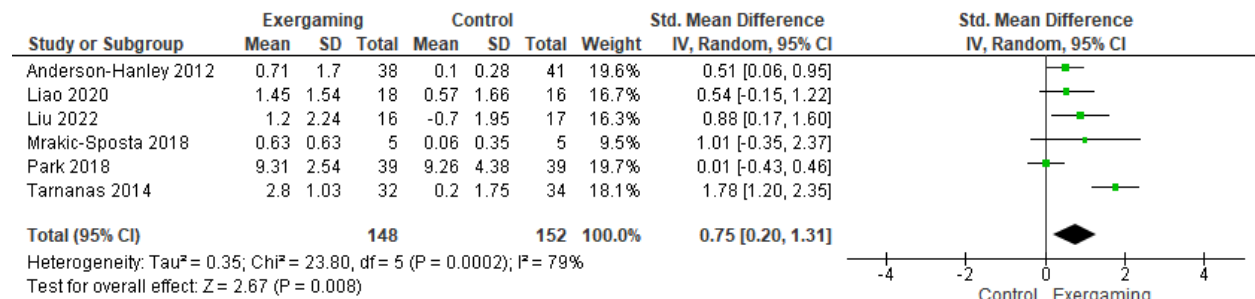 Exergaming Control Std. Mean Difference Std. Mean Difference
Study or Subgroup Mean SD Total Mean SD Total Weight IV, Random, 95% CI IV, Random, 95% CI
Anderson-Hanley 2012 0.71 1.7 38 0.1 0.28 41 19.6% 0.51 [0.06, 0.95]
Liao 2020 1.45 1.54 18 0.57 1.66 16 16.7% 0.54 [-0.15, 1.22]
Liu 2022 1.2 2.24 16 -0.7 1.95 17 16.3% 0.88 [0.17, 1.60]
Mrakic-Sposta 2018 0.63 0.63 5 0.06 0.35 5 9.5% 1.01 [-0.35, 2.37]
Park 2018 9.31 2.54 39 9.26 4.38 39 19.7% 0.01 [-0.43, 0.46]
Tarnanas 2014 2.8 1.03 32 0.2 1.75 34 18.1% 1.78 [1.20, 2.35]
Total (95% CI) 148 152 100.0% 0.75 [0.20, 1.31]
Heterogeneity: Tau² = 0.35; Chi² = 23.80, df = 5 (P = 0.0002); I² = 79%
Test for overall effect: Z = 2.67 (P = 0.008)
-4 -2 0 2 4
Control Exergaming